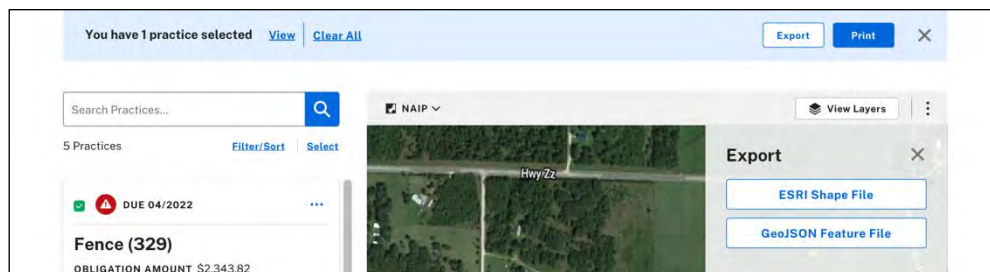 You have 1 practice selected View Clear All Export Print
Search Practices...
NAIP View Layers
5 Practices Filter/Sort Select
Export
Hwy Zz
ESRI Shape File
DUE 04/2022
GeoJSON Feature File
Fence (329)
OBLIGATION AMOUNT $2,343.82